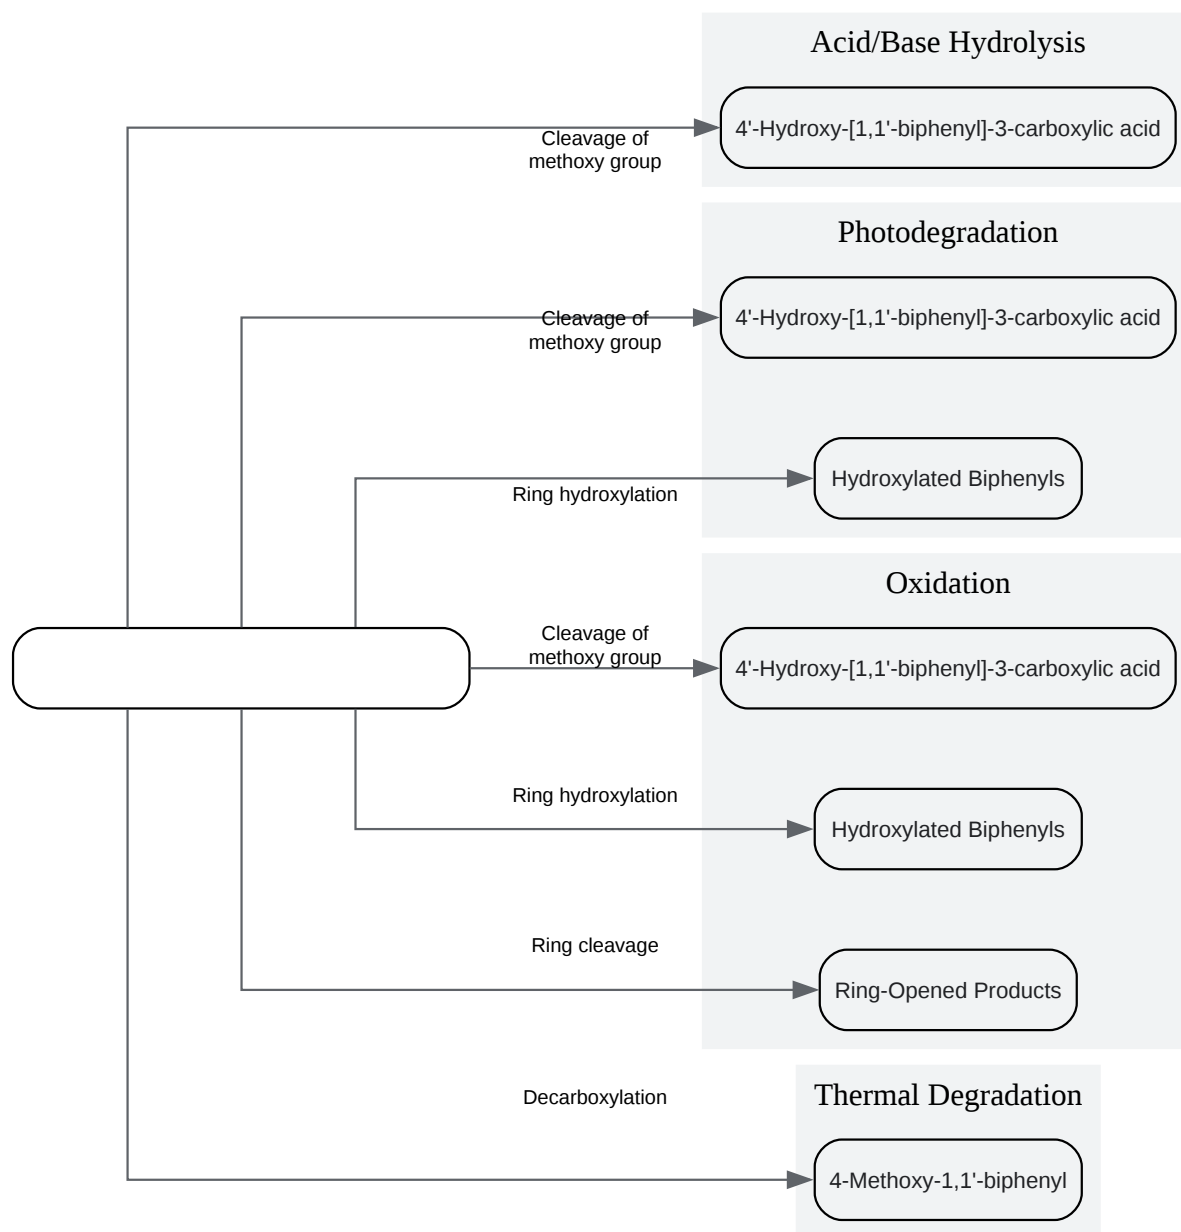 Acid/Base Hydrolysis
Cleavage of
methoxy group
4'-Hydroxy-[1,1'-biphenyl]-3-carboxylic acid
Photodegradation
Cleavage of
methoxy group
4'-Hydroxy-[1,1'-biphenyl]-3-carboxylic acid
Ring hydroxylation
Hydroxylated Biphenyls
Oxidation
Cleavage of
methoxy group
4'-Hydroxy-[1,1'-biphenyl]-3-carboxylic acid
Ring hydroxylation
Hydroxylated Biphenyls
Ring cleavage
Ring-Opened Products
Decarboxylation
Thermal Degradation
4-Methoxy-1,1'-biphenyl